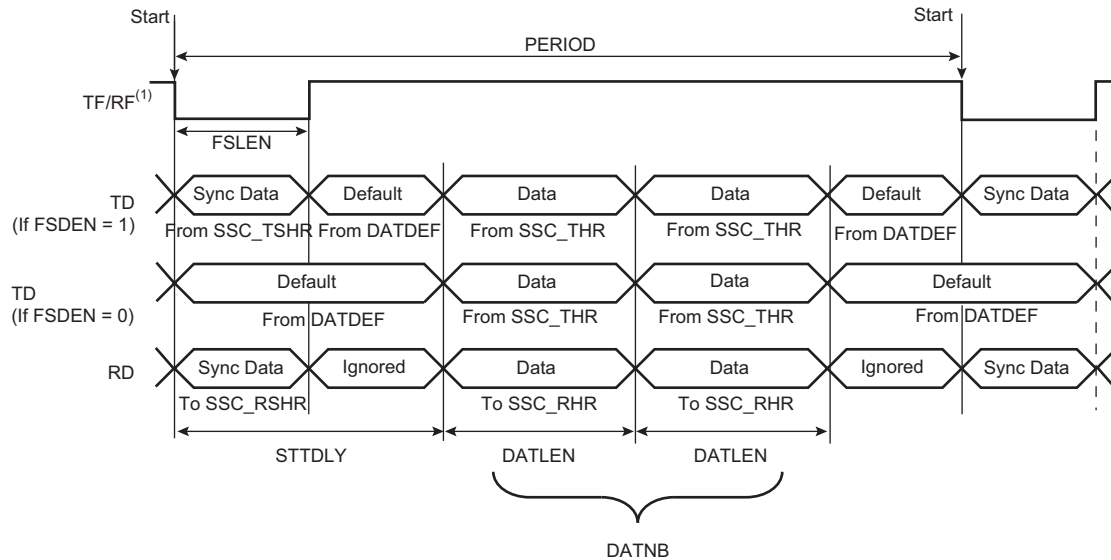 Start Start
PERIOD
TF/RF(1)
FSLEN
TD
(If FSDEN = 1)
Sync Data Default Data Data Default Sync Data
From SSC_TSHR From DATDEF From SSC_THR From SSC_THR From DATDEF
TD
(If FSDEN = 0)
Default Data Data Default
From DATDEF From SSC_THR From SSC_THR From DATDEF
RD Sync Data Ignored Data Data Ignored Sync Data
To SSC_RSHR To SSC_RHR To SSC_RHR
STTDLY DATLEN DATLEN
DATNB